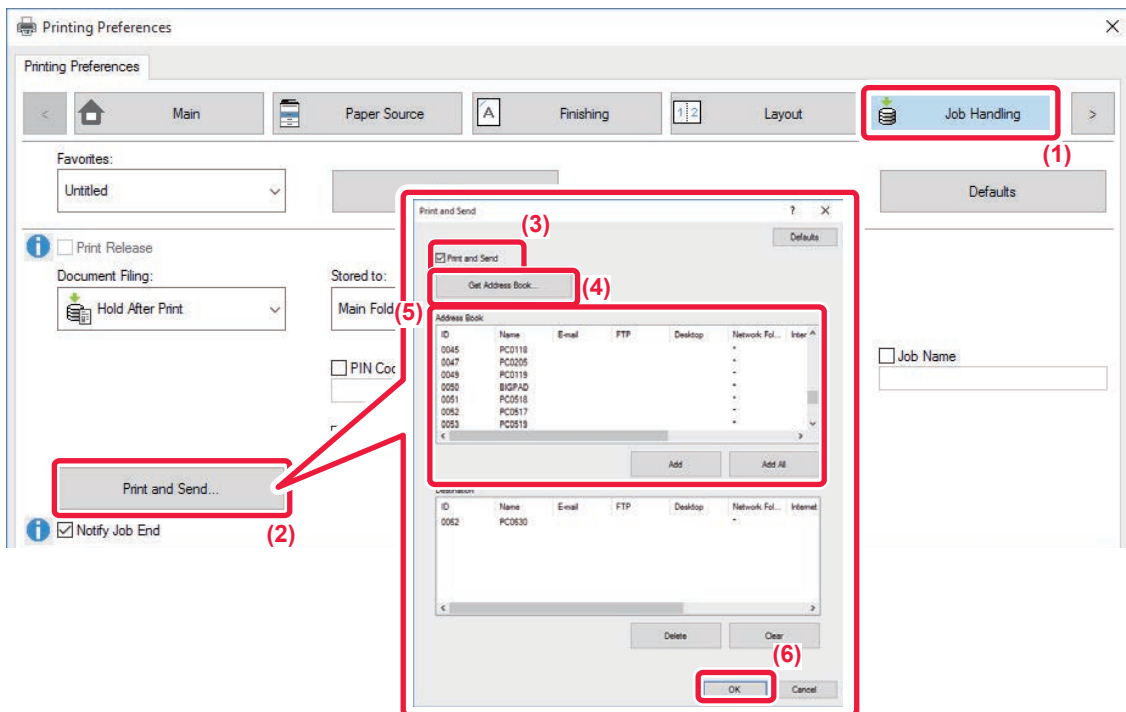 Printing Preferences
Printing Preferences
< Main Paper Source Finishing Layout Job Handling >
(1)
Favorites:
Untitled
Defaults
Print Release
Document Filing:
Stored to:
Hold After Print
Main Fold
PIN Coc
Job Name
Print and Send...
(2)
Notify Job End
Print and Send ? X
(3)
Defaults
Print and Send
Get Address Book...
(4)
(5)
Address Book
ID Name E-mail FTP Desktop Network Fol... Inter
0045 PC0118 *
0047 PC0205 *
0049 PC0119 *
0050 BIGPAD *
0051 PC0518 *
0052 PC0517 *
0053 PC0519 *
Add Add All
Destination
ID Name E-mail FTP Desktop Network Fol... Internet
0062 PC0530 *
Delete Clear
(6)
OK Cancel